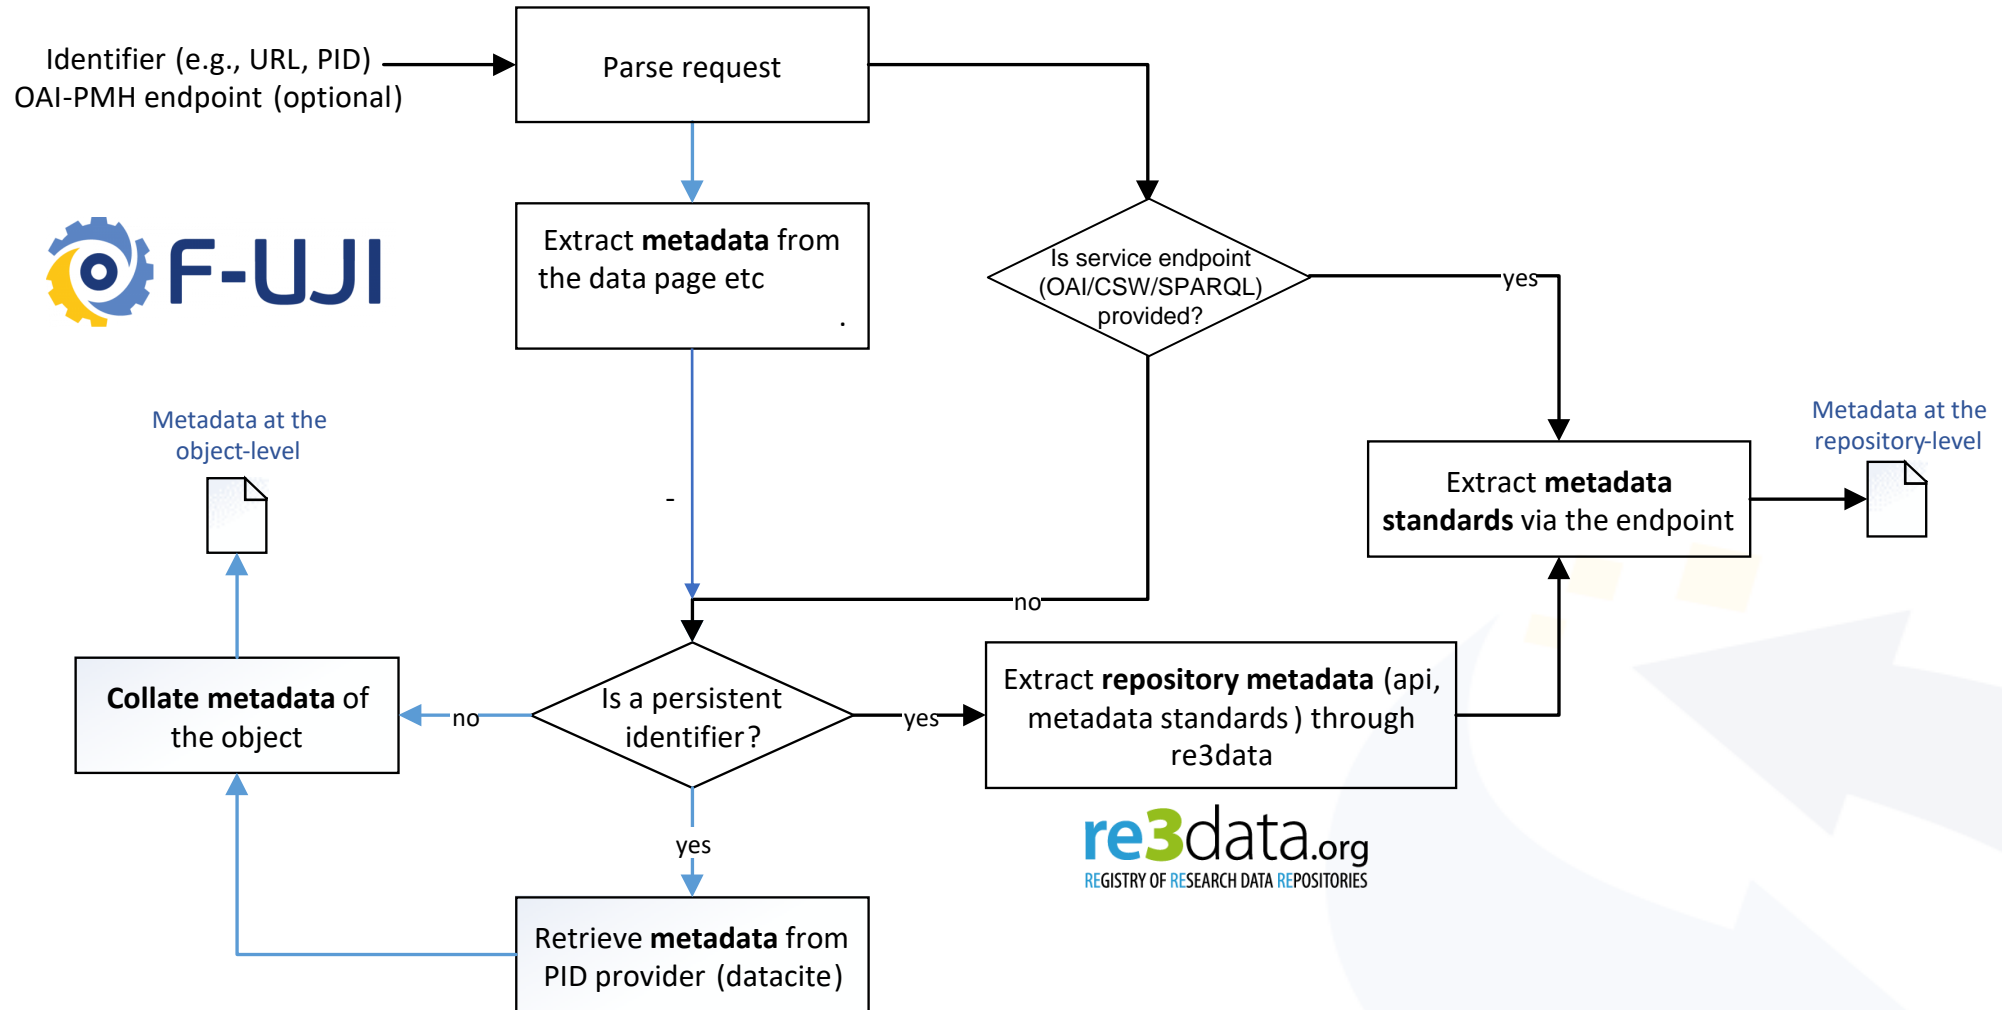 Identifier (e.g., URL, PID)
OAI-PMH endpoint (optional)
Parse request
F-UJI
Extract metadata from
the data page etc
.
Is service endpoint
(OAI/CSW/SPARQL)
provided?
yes
Metadata at the
object-level
Metadata at the
repository-level
Extract metadata
standards via the endpoint
-
no
Collate metadata of
the object
no
Is a persistent
identifier?
yes
Extract repository metadata (api,
metadata standards) through
re3data
yes
re3data.org
REGISTRY OF RESEARCH DATA REPOSITORIES
Retrieve metadata from
PID provider (datacite)